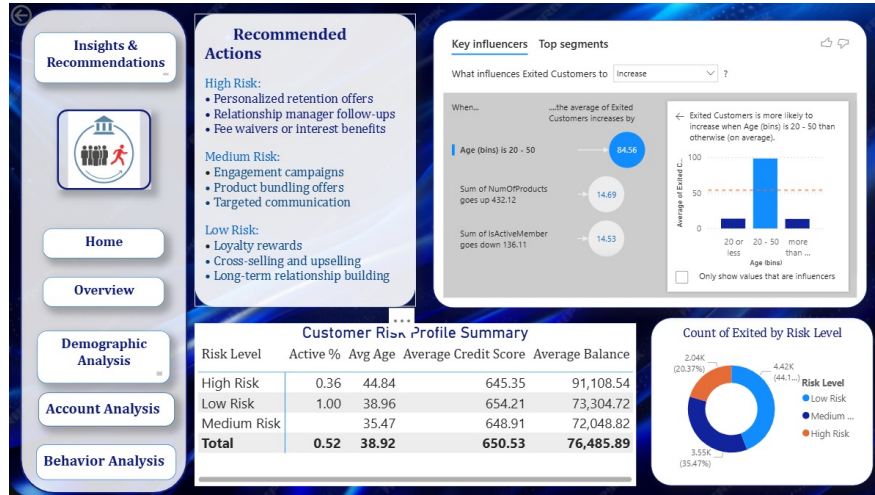 Insights &
Recommendations
Home
Overview
Demographic
Analysis
Account Analysis
Behavior Analysis
Recommended
Actions
High Risk:
• Personalized retention offers
• Relationship manager follow-ups
• Fee waivers or interest benefits
Medium Risk:
• Engagement campaigns
• Product bundling offers
• Targeted communication
Low Risk:
• Loyalty rewards
• Cross-selling and upselling
• Long-term relationship building
Key influencers Top segments
What influences Exited Customers to Increase ?
When...
....the average of Exited
Customers increases by
Age (bins) is 20 - 50 84.56
Sum of NumOfProducts
goes up 432.12
14.69
Sum of IsActiveMember
goes down 136.11
14.53
Exited Customers is more likely to
increase when Age (bins) is 20 - 50 than
otherwise (on average).
Average of Exited C...
100
50
0
20 or
less
20 - 50
more
than ...
Age (bins)
Only show values that are influencers
Customer Risk Profile Summary
Risk Level Active % Avg Age Average Credit Score Average Balance
High Risk 0.36 44.84 645.35 91,108.54
Low Risk 1.00 38.96 654.21 73,304.72
Medium Risk 35.47 648.91 72,048.82
Total 0.52 38.92 650.53 76,485.89
Count of Exited by Risk Level
2.04K
(20.37%)
4.42K
(44.1...)
3.55K
(35.47%)
Risk Level
Low Risk
Medium ...
High Risk